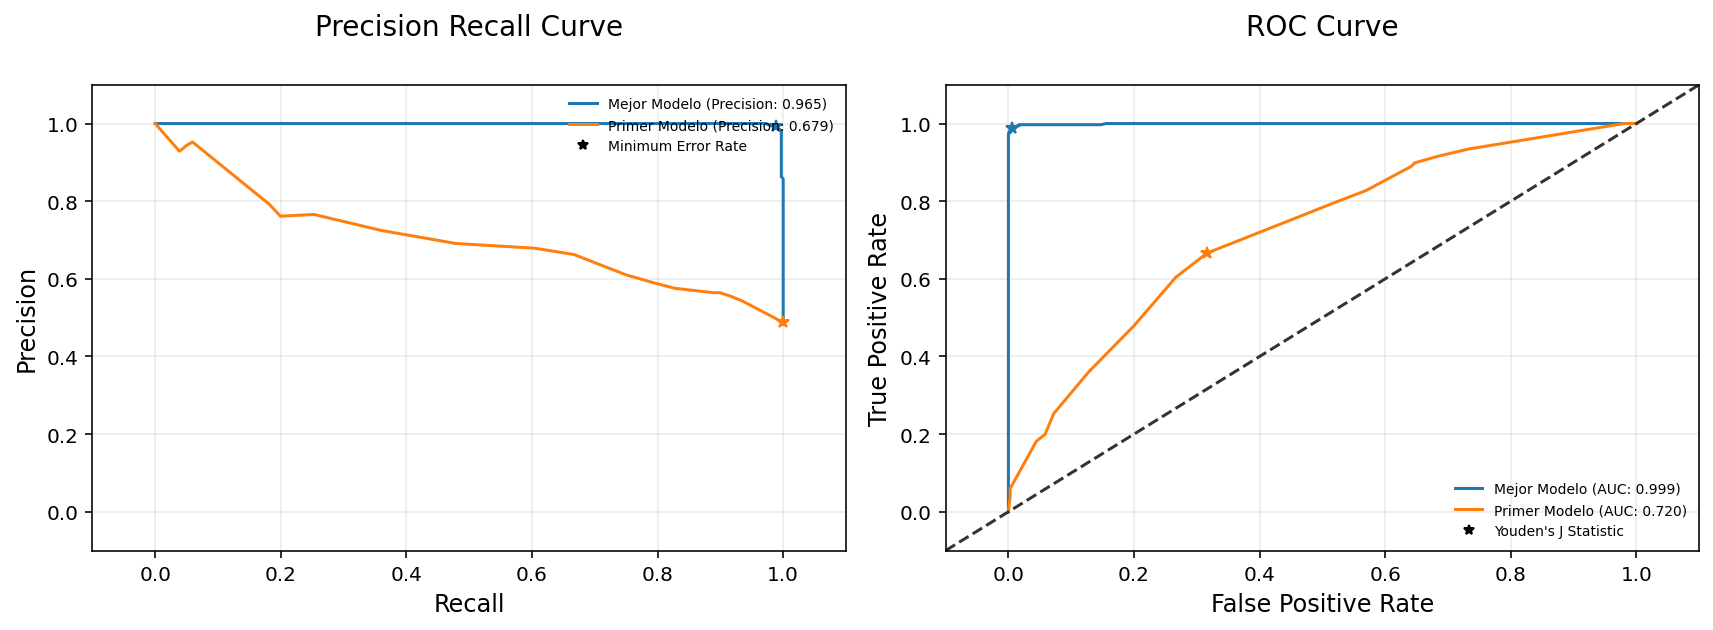 Precision Recall Curve
Mejor Modelo (Precision: 0.965)
Primer Modelo (Precision: 0.679)
Minimum Error Rate
1.0
0.8
0.6
0.4
0.2
0.0
Precision
0.0 0.2 0.4 0.6 0.8 1.0
Recall
ROC Curve
1.0
0.8
0.6
0.4
0.2
0.0
True Positive Rate
Mejor Modelo (AUC: 0.999)
Primer Modelo (AUC: 0.720)
Youden's J Statistic
0.0 0.2 0.4 0.6 0.8 1.0
False Positive Rate